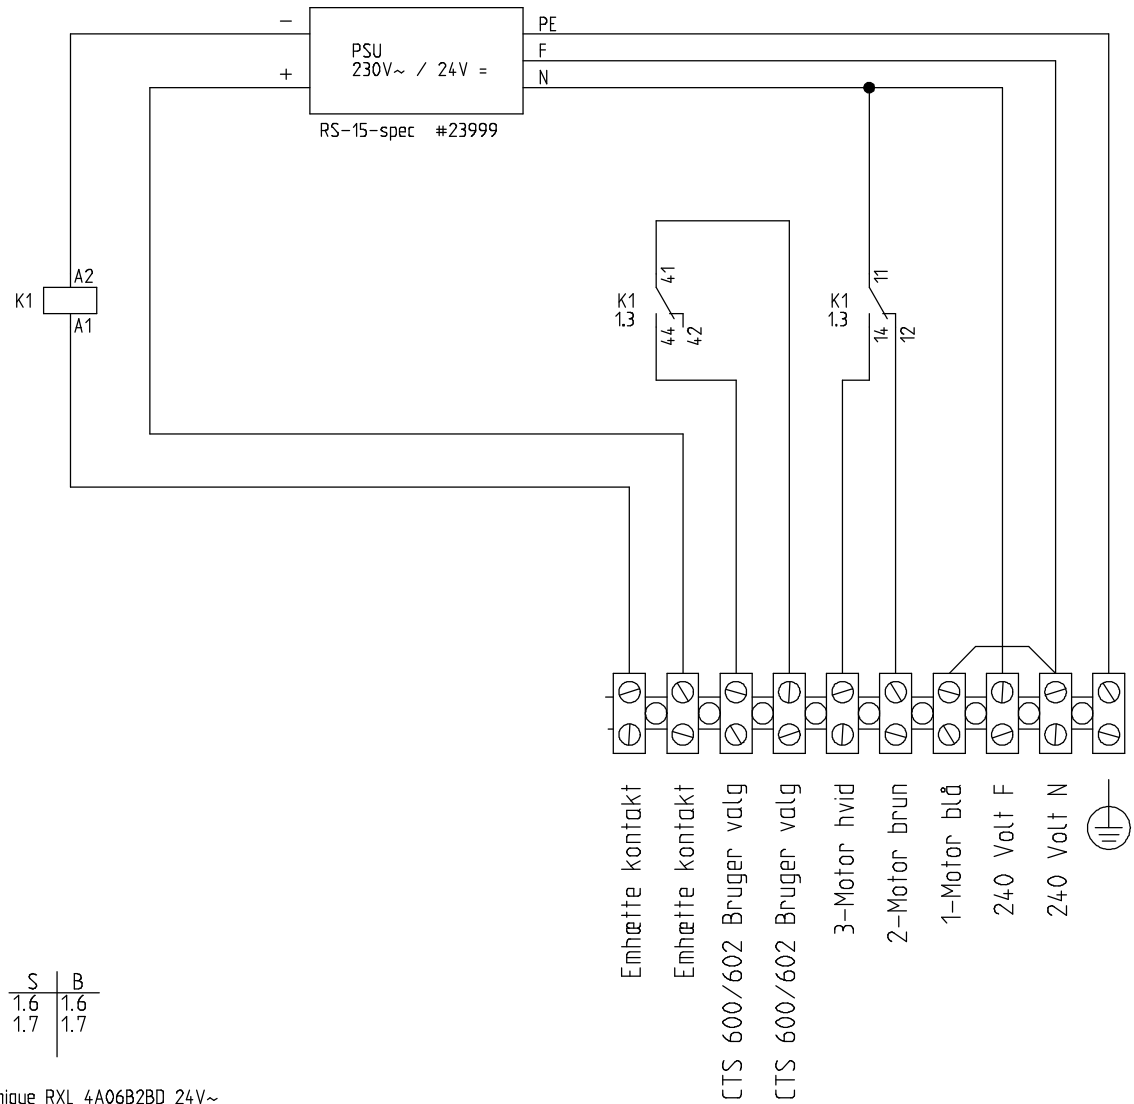 −
PE
PSU
F
230V~ / 24V =
+
N
RS-15-spec #23999
A2
K1
A1
41
K1
1.3
44
42
11
K1
1.3
14
12
Emhætte kontakt
Emhætte kontakt
CTS 600/602 Bruger valg
CTS 600/602 Bruger valg
3-Motor hvid
2-Motor brun
1-Motor blå
240 Volt F
240 Volt N
S B
1.6 1.6
1.7 1.7
RXL 4A06B2BD 24V~